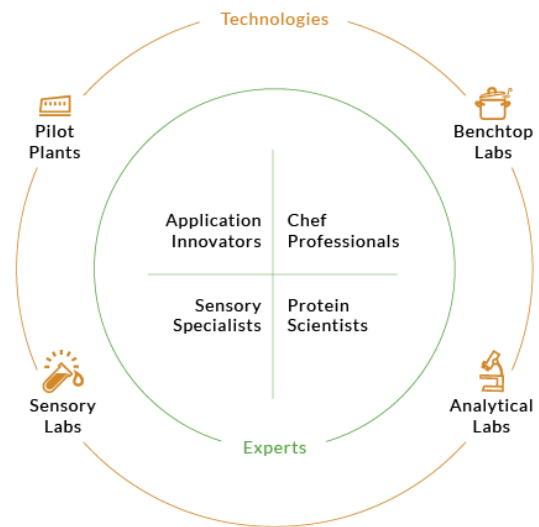 Technologies
Pilot
Plants
Benchtop
Labs
Application
Innovators
Chef
Professionals
Sensory
Specialists
Protein
Scientists
Sensory
Labs
Analytical
Labs
Experts